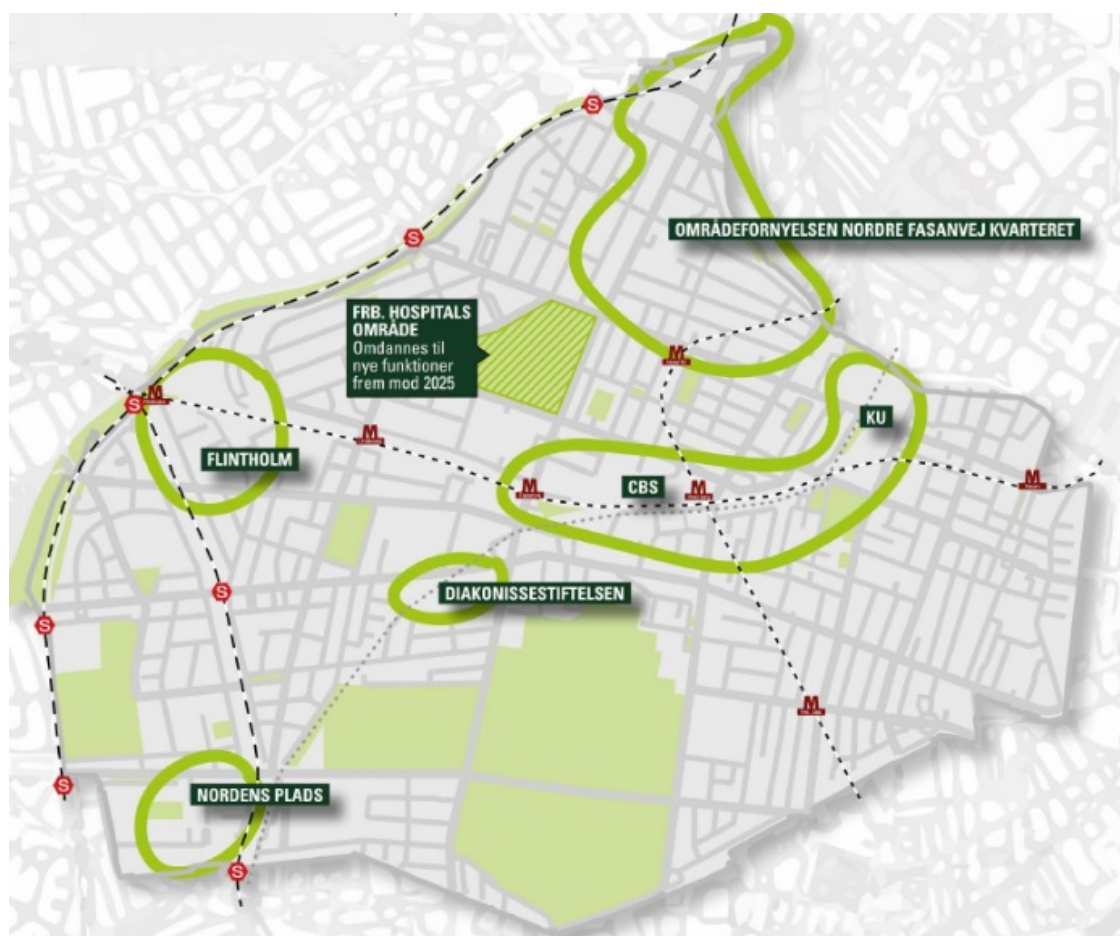 S
OMRÅDEFORNYELSEN NORDRE FASANVEJ KVARTERET
S
FRB. HOSPITALS
OMRÅDE
Omdannes til
nye funktioner
frem mod 2025
M
M
S
KU
M
FLINTHOLM
M
CBS
M
M
S
DIAKONISSESTIFTELSEN
S
M
S
NORDENS PLADS
S